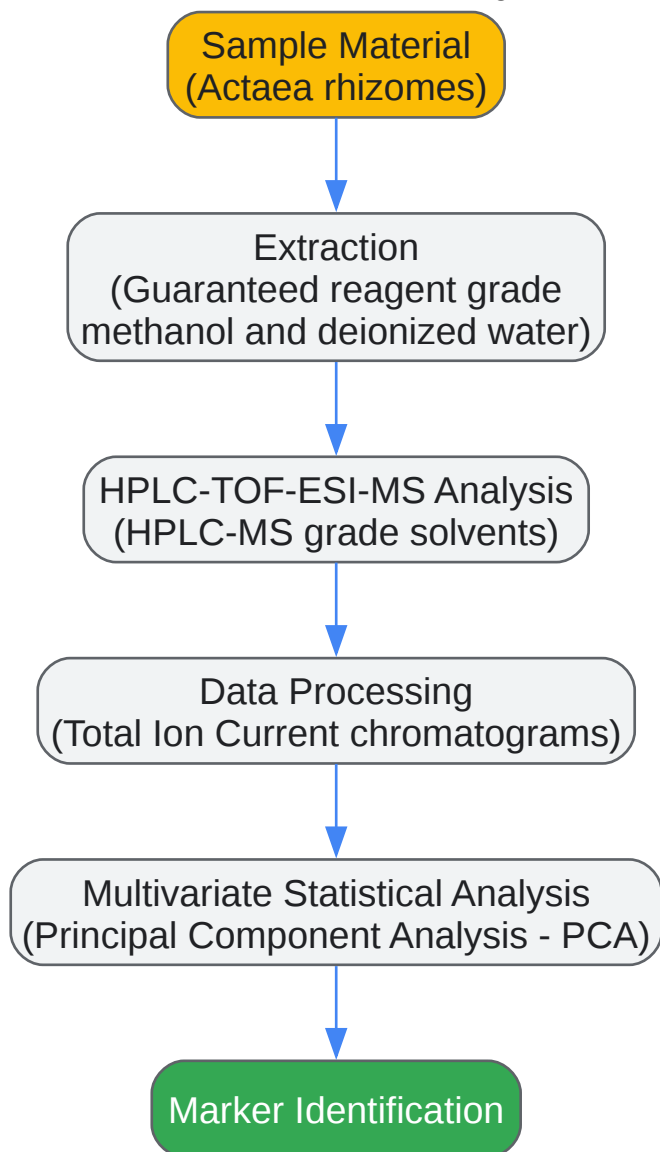 Sample Material
(Actaea rhizomes)
Extraction
(Guaranteed reagent grade
methanol and deionized water)
HPLC-TOF-ESI-MS Analysis
(HPLC-MS grade solvents)
Data Processing
(Total Ion Current chromatograms)
Multivariate Statistical Analysis
(Principal Component Analysis - PCA)
Marker Identification